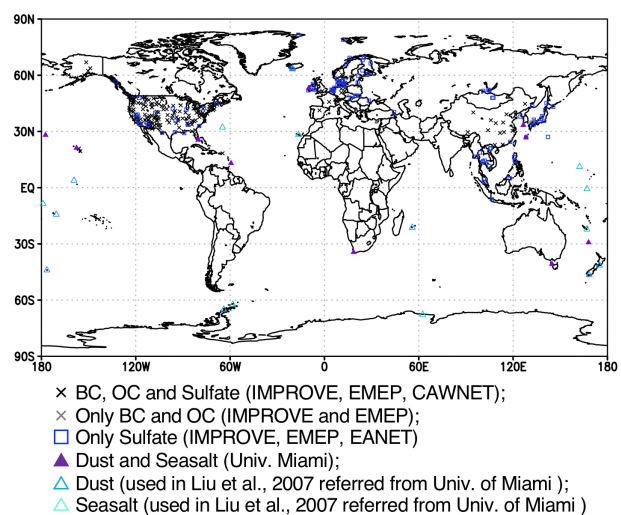 90N
60N
30N
EQ
30S
60S
90S
180
120W
60W
0
60E
120E
180
BC, OC and Sulfate (IMPROVE, EMEP, CAWNET);
Only BC and OC (IMPROVE and EMEP);
Only Sulfate (IMPROVE, EMEP, EANET)
Dust and Seasalt (Univ. Miami);
Dust (used in Liu et al., 2007 referred from Univ. of Miami );
Seasalt (used in Liu et al., 2007 referred from Univ. of Miami )